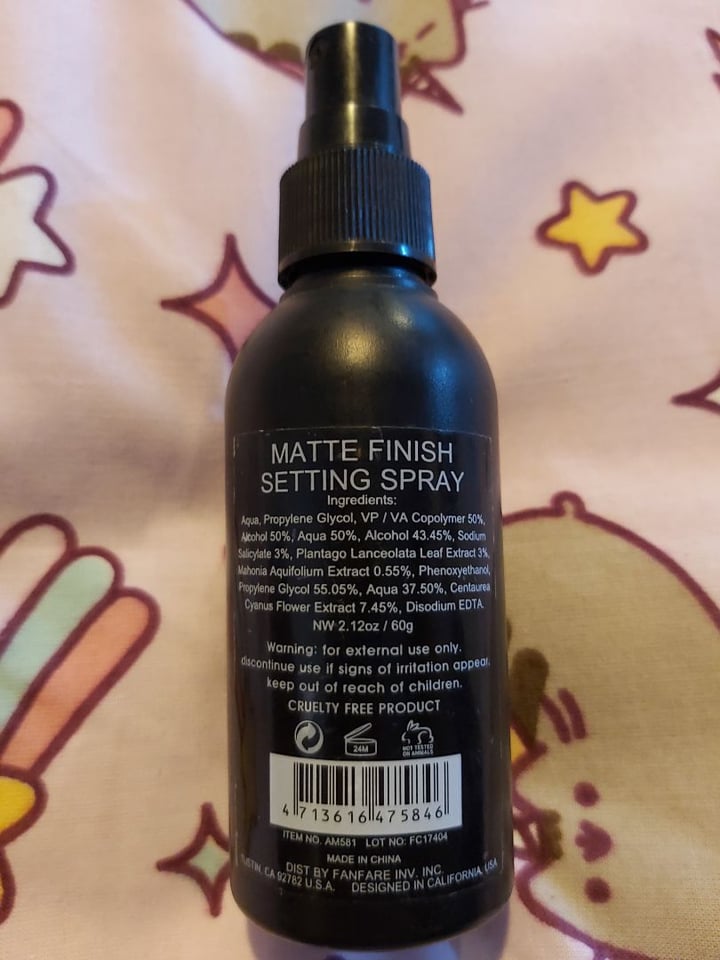 MATTE FINISH
SETTING SPRAY
Ingredients:
Aqua, Propylene Glycol, VP / VA Copolymer 50%,
Alcohol 50%, Aqua 50%, Alcohol 43.45%, Sodium
Salicylate 3%, Plantago Lanceolata Leaf Extract 3%,
Mahonia Aquifolium Extract 0.55%, Phenoxyethanol,
Propylene Glycol 55.05%, Aqua 37.50%, Centaurea
Cyanus Flower Extract 7.45%, Disodium EDTA.
NW 2.12oz / 60g
Warning: for external use only.
discontinue use if signs of irritation appear.
keep out of reach of children.
CRUELTY FREE PRODUCT
24M
NOT TESTED
ON ANIMALS
4 713616 475846
ITEM NO. AM581 LOT NO: FC17404
MADE IN CHINA
DIST BY FANFARE INV. INC.
TUSTIN, CA 92782 U.S.A. DESIGNED IN CALIFORNIA, USA